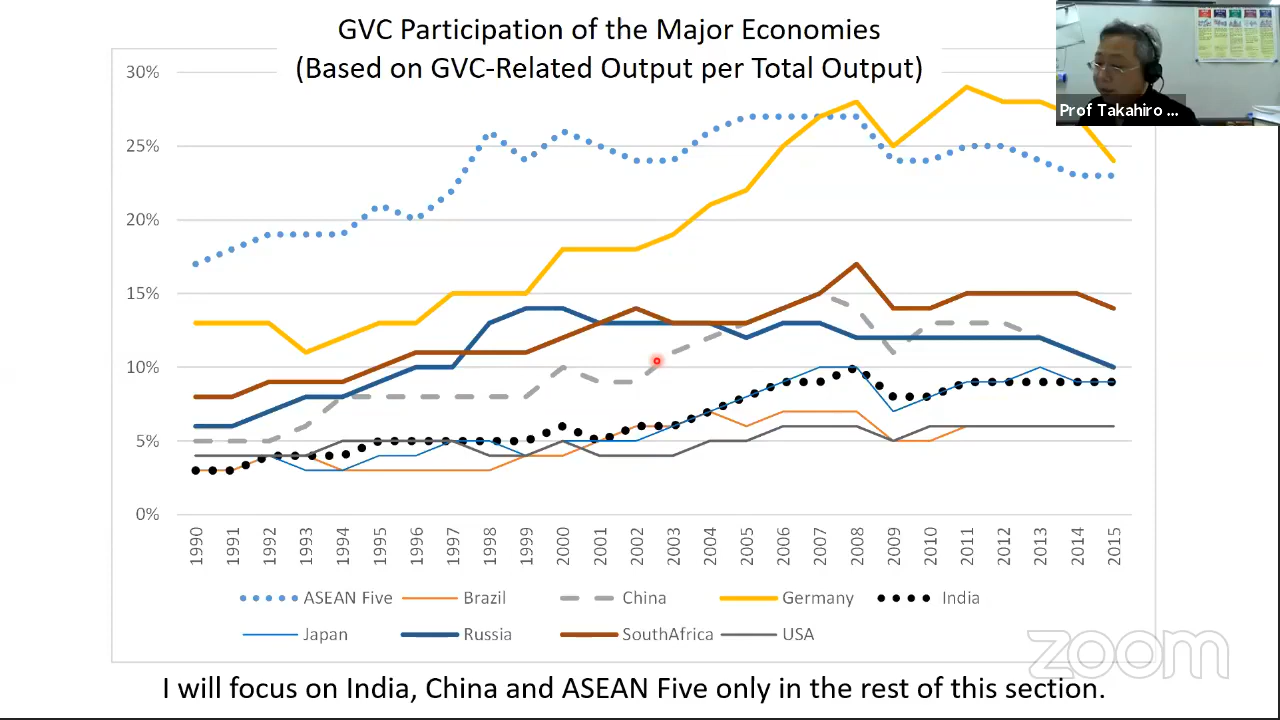 GVC Participation of the Major Economies
(Based on GVC-Related Output per Total Output)
Prof Takahiro ...
30%
25%
20%
15%
10%
5%
0%
1990 1991 1992 1993 1994 1995 1996 1997 1998 1999 2000 2001 2002 2003 2004 2005 2006 2007 2008 2009 2010 2011 2012 2013 2014 2015
ASEAN Five Brazil China Germany India
Japan Russia SouthAfrica USA
zoom
I will focus on India, China and ASEAN Five only in the rest of this section.